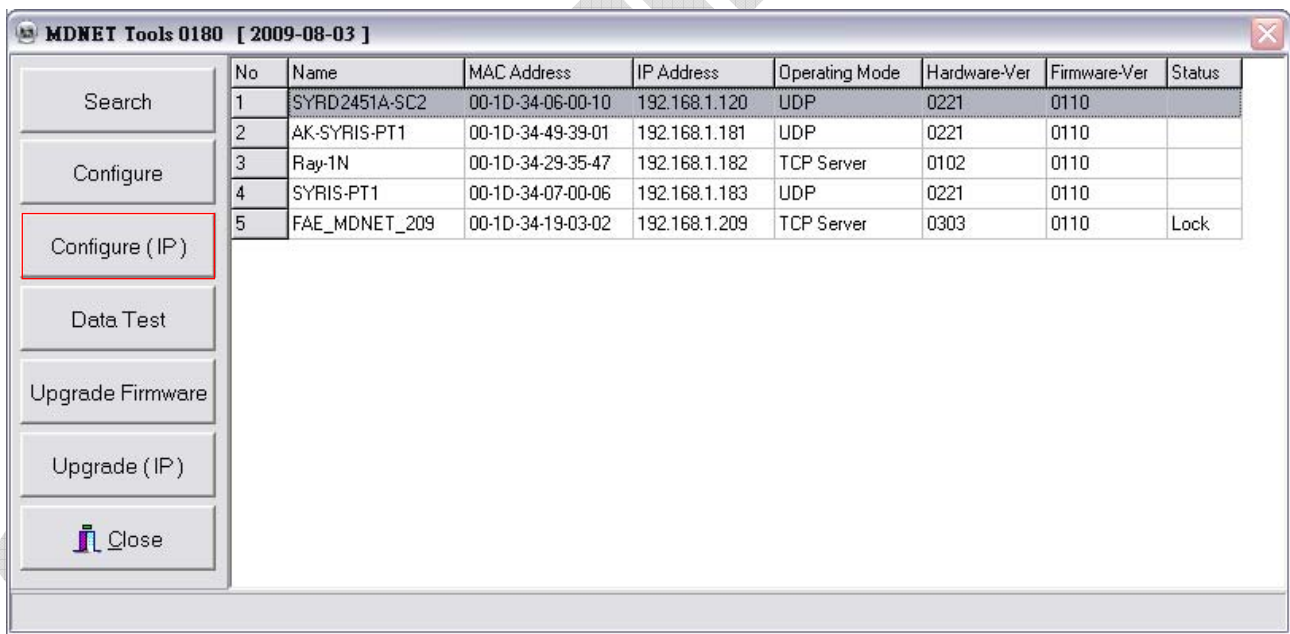 MDNET Tools 0180 [ 2009-08-03 ]
Search
Configure
Configure ( IP )
Data Test
Upgrade Firmware
Upgrade ( IP )
Close
No Name MAC Address IP Address Operating Mode Hardware-Ver Firmware-Ver Status
1 SYRD2451A-SC2 00-1D-34-06-00-10 192.168.1.120 UDP 0221 0110
2 AK-SYRIS-PT1 00-1D-34-49-39-01 192.168.1.181 UDP 0221 0110
3 Ray-1N 00-1D-34-29-35-47 192.168.1.182 TCP Server 0102 0110
4 SYRIS-PT1 00-1D-34-07-00-06 192.168.1.183 UDP 0221 0110
5 FAE_MDNET_209 00-1D-34-19-03-02 192.168.1.209 TCP Server 0303 0110 Lock